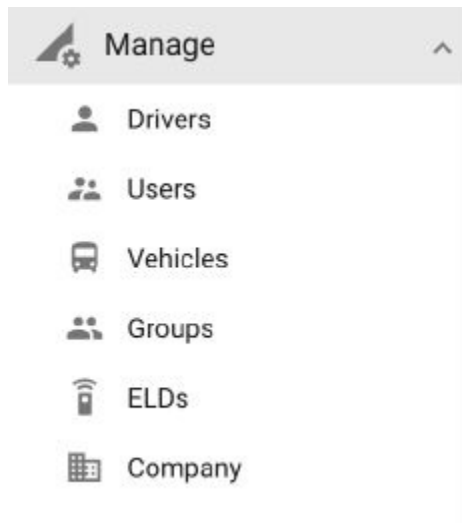 Manage
Drivers
Users
Vehicles
Groups
ELDs
Company